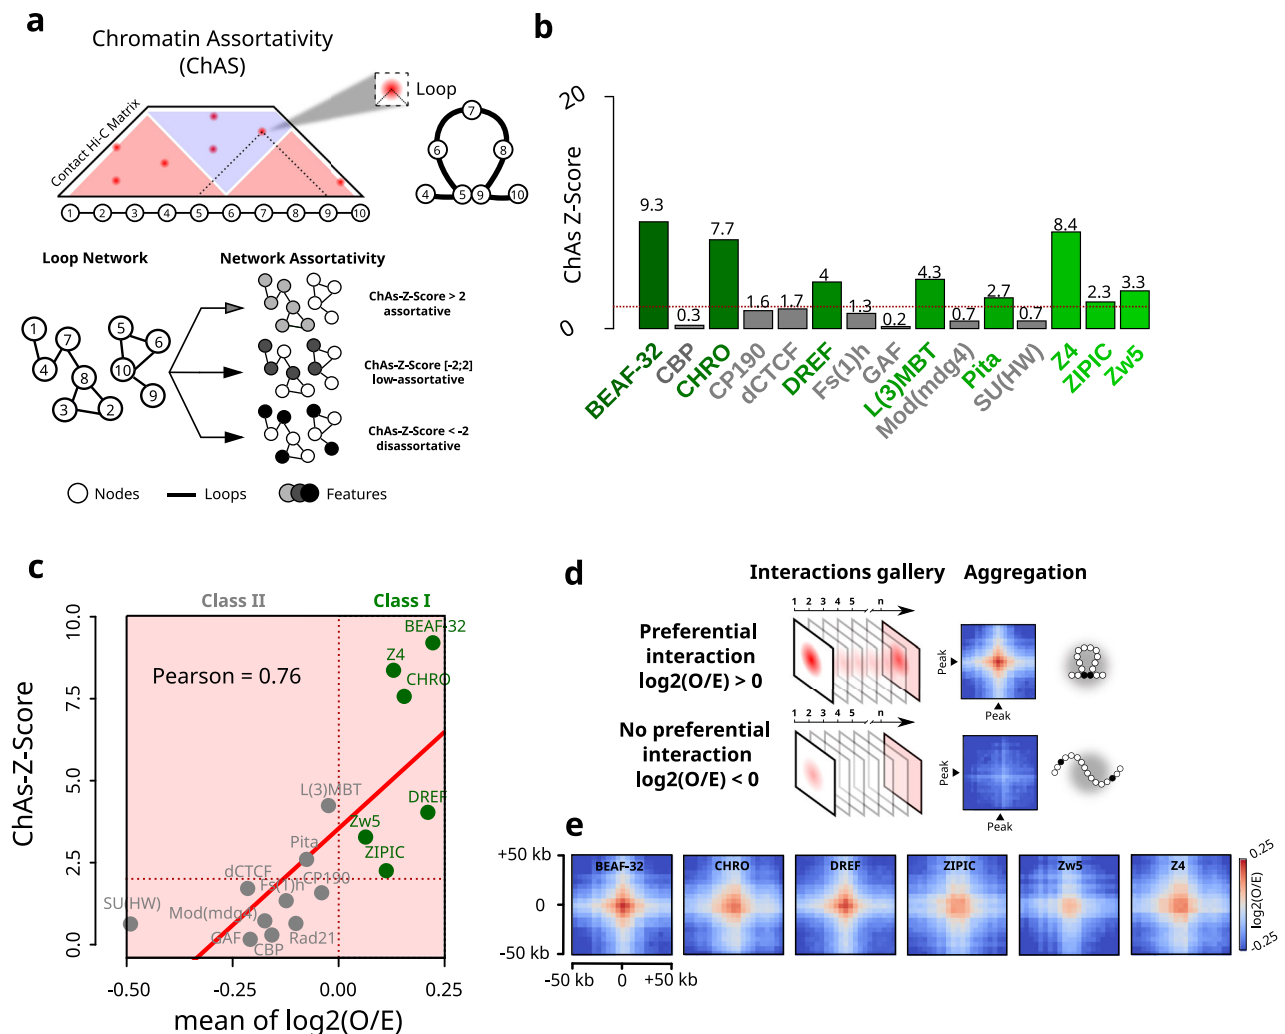 a
Chromatin Assortativity
(ChAS)
Contact Hi-C Matrix
Loop
1 2 3 4 5 6 7 8 9 10
7
6 8
4 5 9 10
Loop Network
Network Assortativity
1 7 5 6
4 8 10
3 2 9
ChAs-Z-Score > 2
assortative
ChAs-Z-Score [-2;2]
low-assortative
ChAs-Z-Score < -2
disassortative
Nodes Loops Features
b
ChAs Z-Score
20
0
9.3 0.3 7.7 1.6 1.7 4 1.3 0.2 4.3 0.7 2.7 0.7 8.4 2.3 3.3
BEAF-32 CBP CHRO CP190 dCTCF DREF Fs(1)h GAF L(3)MBT Mod(mdg4) Pita SU(HW) Z4 ZIPIC Zw5
c
Class II Class I
ChAs-Z-Score
10.0
7.5
5.0
2.5
0.0
Pearson = 0.76
BEAF-32
Z4
CHRO
L(3)MBT
DREF
Zw5
Pita
ZIPIC
dCTCF
Fs(1)h
CP190
SU(HW)
Mod(mdg4)
GAF
CBP
Rad21
-0.50 -0.25 0.00 0.25
mean of log2(O/E)
d
Interactions gallery Aggregation
1 2 3 4 5 n
Preferential
interaction
log2(O/E) > 0
Peak
Peak
1 2 3 4 5 n
No preferential
interaction
log2(O/E) < 0
Peak
Peak
e
+50 kb
0
-50 kb
BEAF-32 CHRO DREF ZIPIC Zw5 Z4
-50 kb 0 +50 kb
0.25
log2(O/E)
-0.25